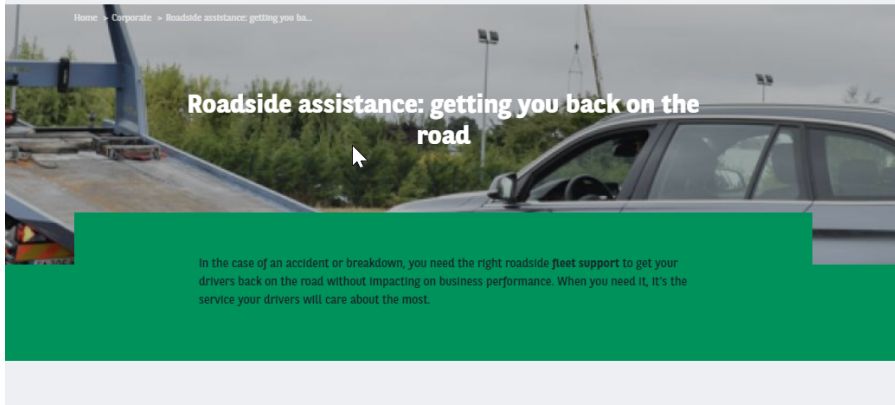 Home > Corporate > Roadside assistance: getting you ba...
Roadside assistance: getting you back on the
road
In the case of an accident or breakdown, you need the right roadside fleet support to get your
drivers back on the road without impacting on business performance. When you need it, it's the
service your drivers will care about the most.